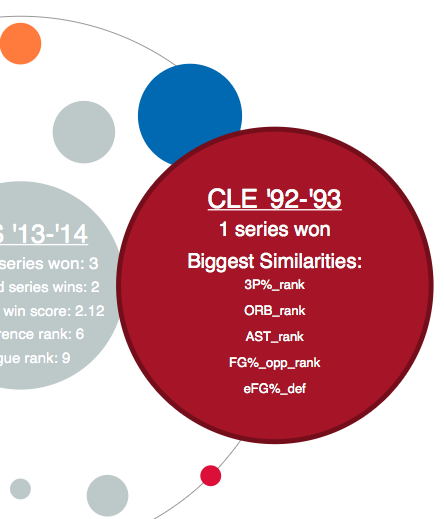 S '13-'14
series won: 3
d series wins: 2
win score: 2.12
rence rank: 6
gue rank: 9
CLE '92-'93
1 series won
Biggest Similarities:
3P%_rank
ORB_rank
AST_rank
FG%_opp_rank
eFG%_def